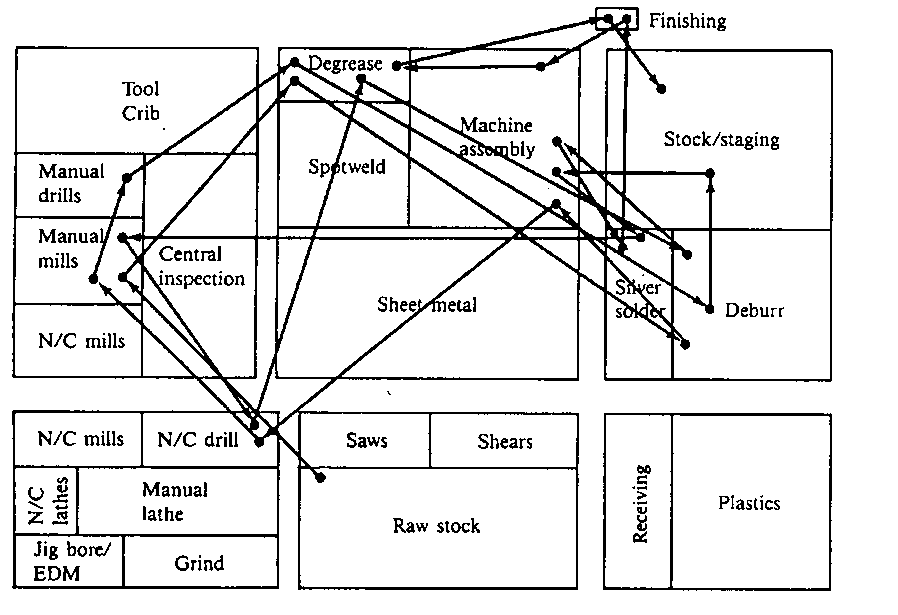 Finishing
Degrease
Tool
Crib
Machine
assembly
Stock/staging
Manual
drills
Spotweld
Manual
mills
Central
inspection
Silver
solder
Sheet metal
Deburr
N/C mills
N/C mills
N/C drill
Saws
Shears
N/C
lathes
Manual
lathe
Raw stock
Receiving
Plastics
Jig bore/
EDM
Grind